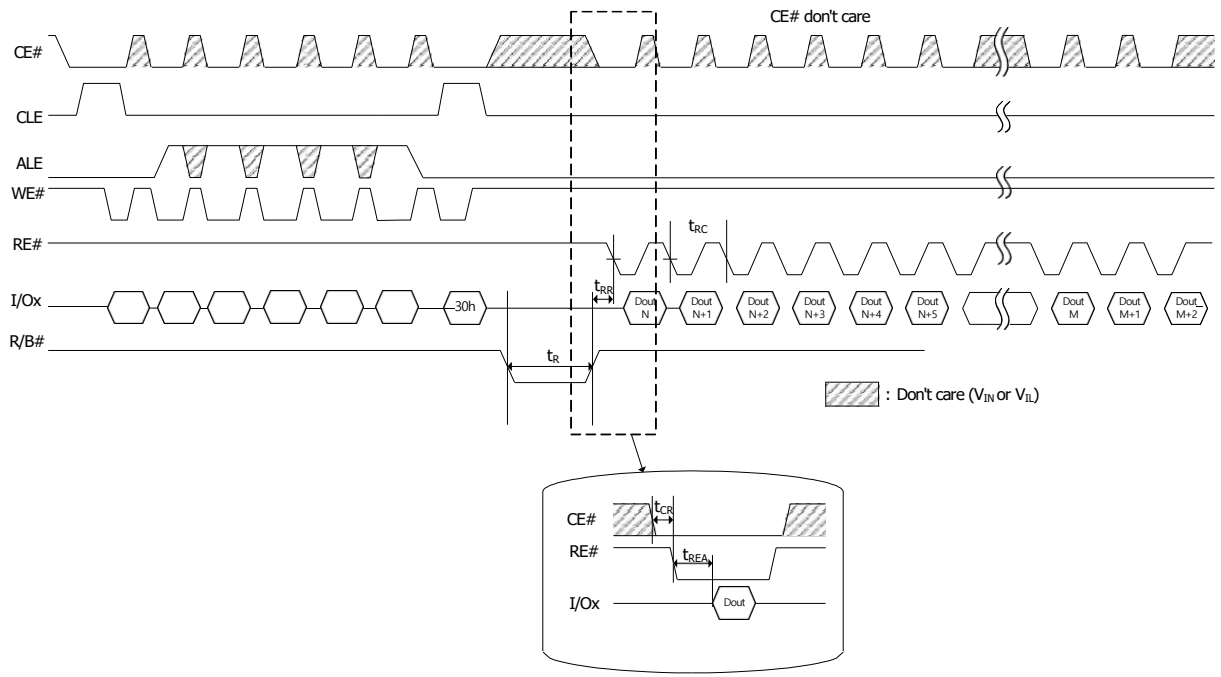 CE# don't care
CE#
CLE
ALE
WE#
RE#
tRC
I/Ox
30h
tRR
Dout N
Dout N+1
Dout N+2
Dout N+3
Dout N+4
Dout N+5
Dout M
Dout M+1
Dout_ M+2
R/B#
tR
: Don't care (VIN or VIL)
CE#
tCR
RE#
tREA
I/Ox
Dout